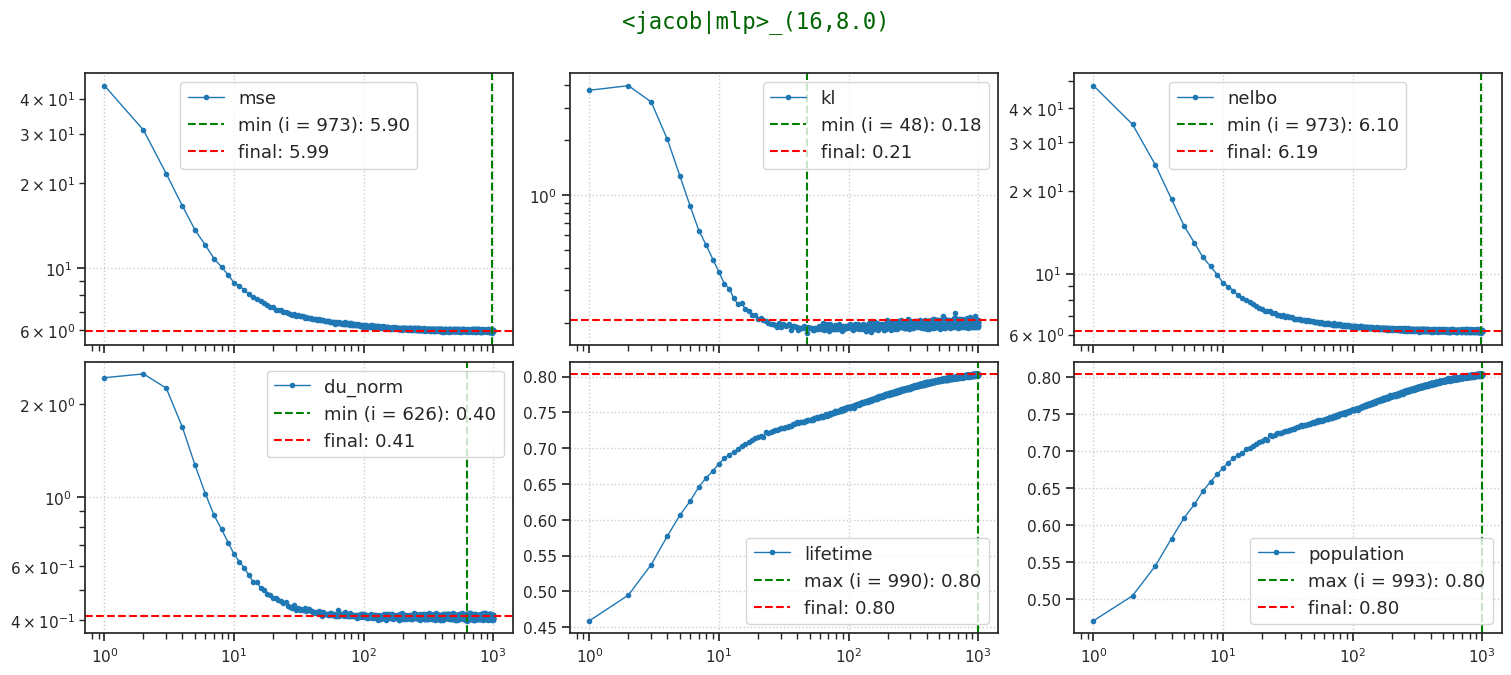 <jacob|mlp>_(16,8.0)
4 × 10¹
3 × 10¹
2 × 10¹
10¹
6 × 10⁰
mse
min (i = 973): 5.90
final: 5.99
10⁰
kl
min (i = 48): 0.18
final: 0.21
4 × 10¹
3 × 10¹
2 × 10¹
10¹
6 × 10⁰
nelbo
min (i = 973): 6.10
final: 6.19
2 × 10⁰
10⁰
6 × 10⁻¹
4 × 10⁻¹
du_norm
min (i = 626): 0.40
final: 0.41
10⁰ 10¹ 10² 10³
0.80
0.75
0.70
0.65
0.60
0.55
0.50
0.45
lifetime
max (i = 990): 0.80
final: 0.80
10⁰ 10¹ 10² 10³
0.80
0.75
0.70
0.65
0.60
0.55
0.50
population
max (i = 993): 0.80
final: 0.80
10⁰ 10¹ 10² 10³